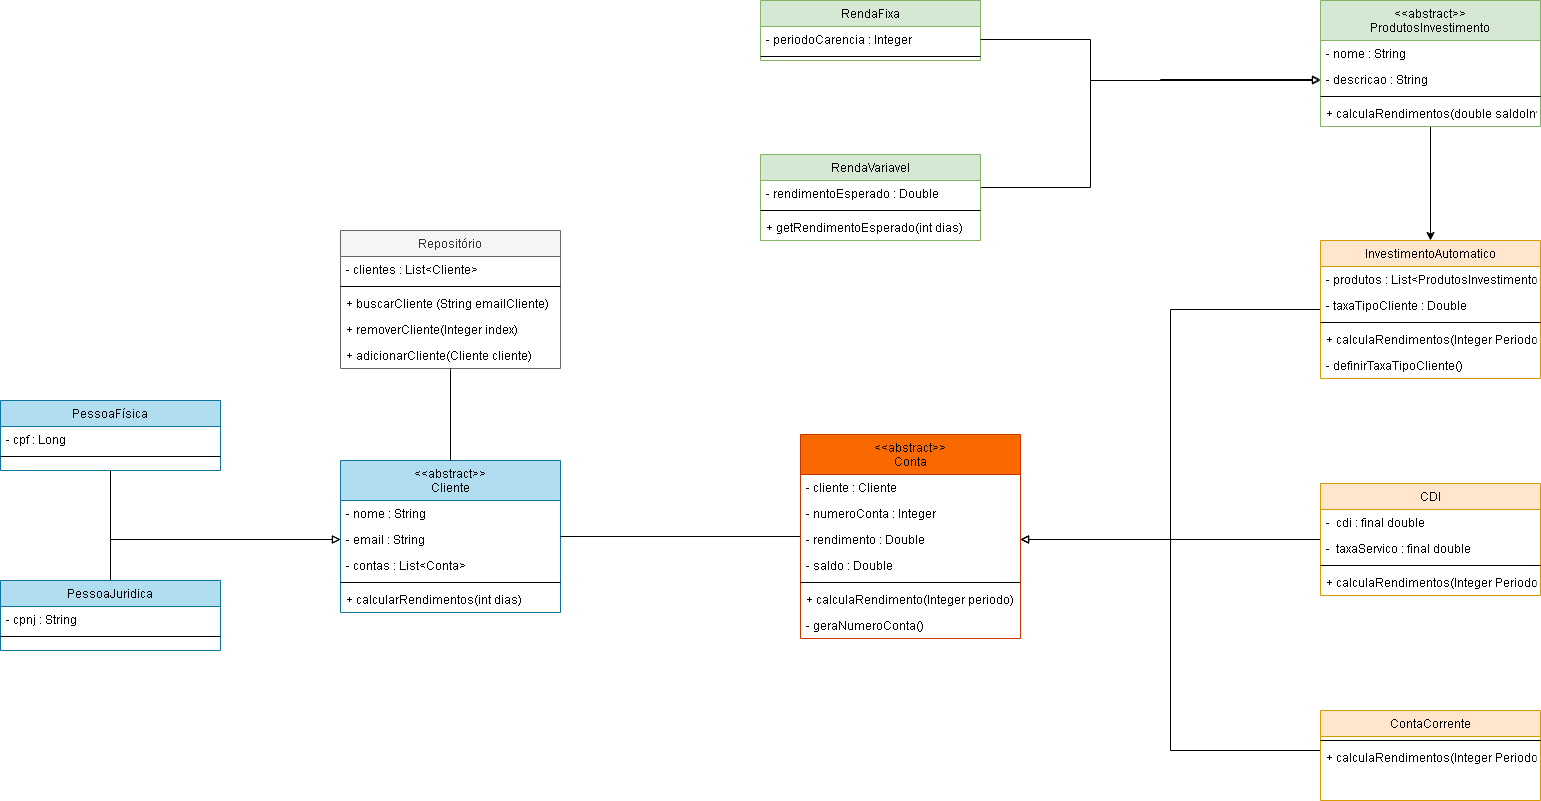 RendaFixa
- periodoCarencia : Integer
<<abstract>>
ProdutosInvestimento
- nome : String
- descricao : String
+ calculaRendimentos(double saldoIn
RendaVariavel
- rendimentoEsperado : Double
+ getRendimentoEsperado(int dias)
Repositório
- clientes : List<Cliente>
+ buscarCliente (String emailCliente)
+ removerCliente(Integer index)
+ adicionarCliente(Cliente cliente)
InvestimentoAutomatico
- produtos : List<ProdutosInvestimento
- taxaTipoCliente : Double
+ calculaRendimentos(Integer Periodo
- definirTaxaTipoCliente()
PessoaFísica
- cpf : Long
<<abstract>>
Cliente
- nome : String
- email : String
- contas : List<Conta>
+ calcularRendimentos(int dias)
<<abstract>>
Conta
- cliente : Cliente
- numeroConta : Integer
- rendimento : Double
- saldo : Double
+ calculaRendimento(Integer periodo)
- geraNumeroConta()
CDI
- cdi : final double
- taxaServico : final double
+ calculaRendimentos(Integer Periodo
PessoaJuridica
- cpnj : String
ContaCorrente
+ calculaRendimentos(Integer Periodo